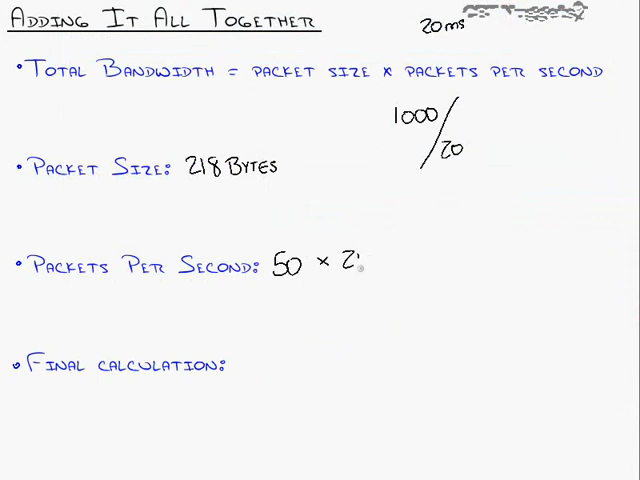 Adding It All Together
20ms
• Total Bandwidth = packet size x packets per second
1000/20
• Packet Size: 218 Bytes
• Packets Per Second: 50 x 2
• Final calculation: